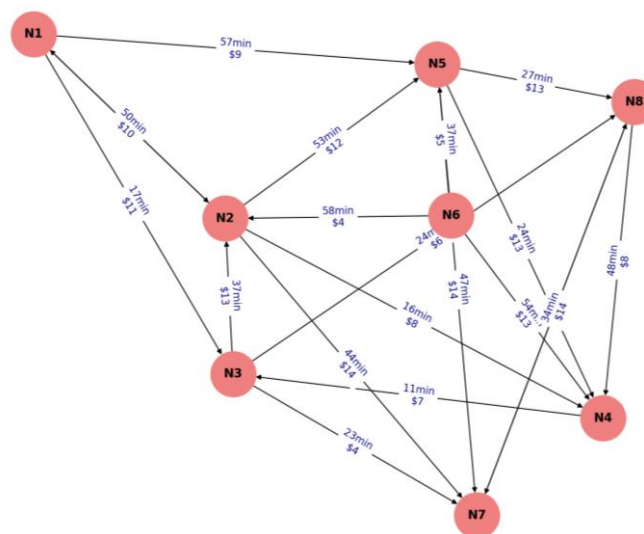 N1
57min
$9
N5
27min
$13
N8
50min
$10
53min
$12
37min
$5
17min
$11
N2
58min
$4
N6
24min
$13
$6
48min
$8
37min
$13
16min
$8
47min
$14
$13
34min
$14
44min
$14
N3
11min
$7
N4
23min
$4
N7